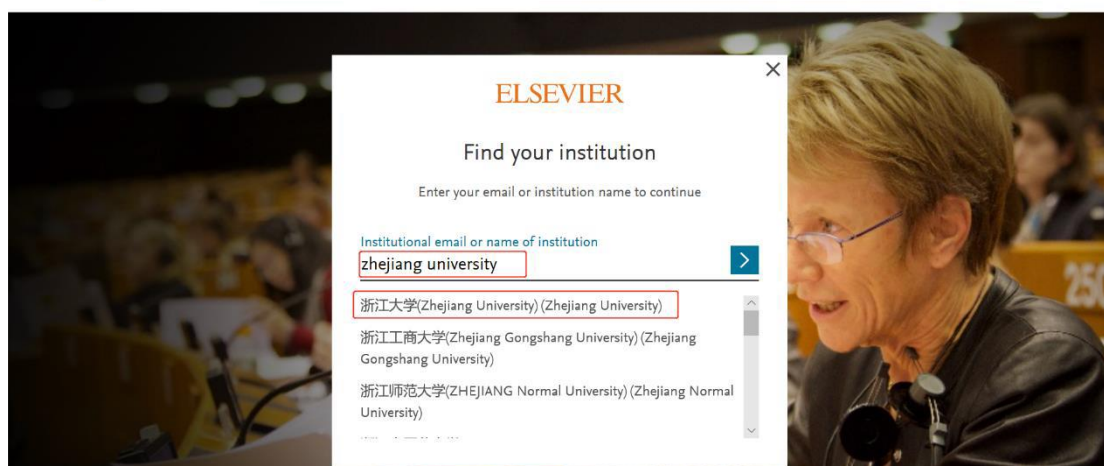 ELSEVIER
Find your institution
Enter your email or institution name to continue
Institutional email or name of institution
zhejiang university
浙江大学(Zhejiang University) (Zhejiang University)
浙江工商大学(Zhejiang Gongshang University) (Zhejiang
Gongshang University)
浙江师范大学(ZHEJIANG Normal University) (Zhejiang Normal
University)
250